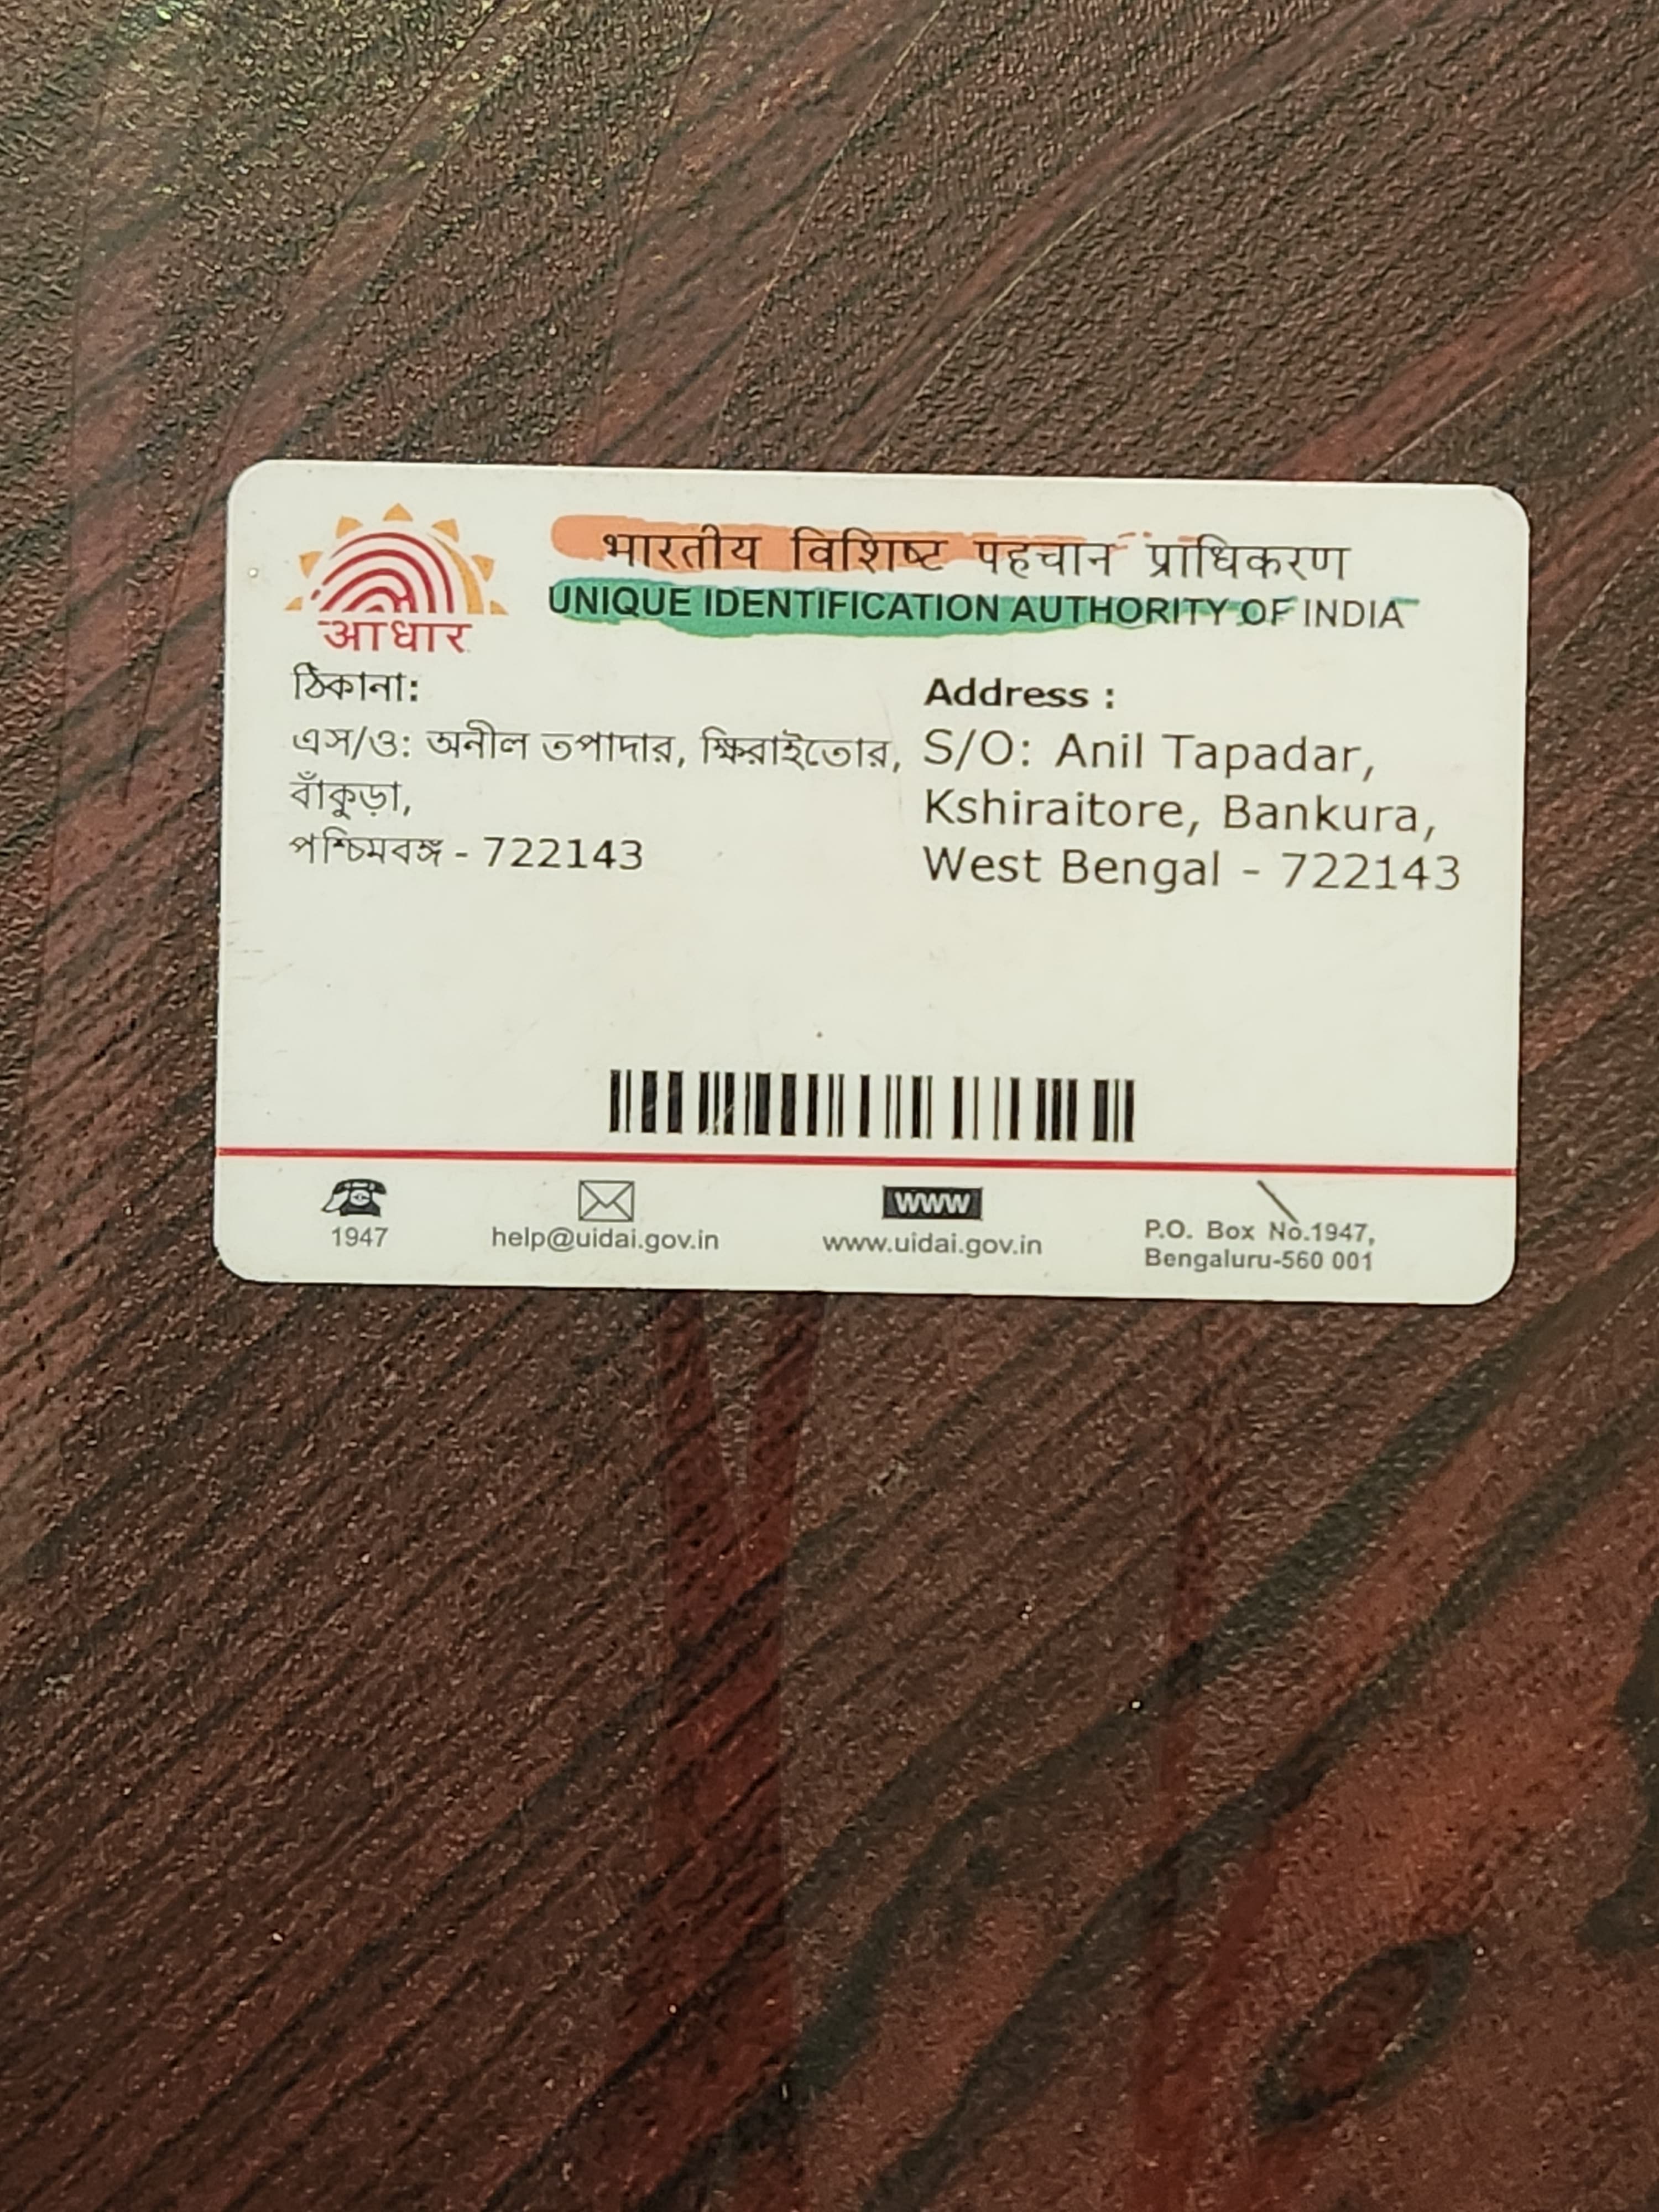 भारतीय विशिष्ट पहचान प्राधिकरण
UNIQUE IDENTIFICATION AUTHORITY OF INDIA
आधार
ঠিকানা:
এস/ও: অনীল তপাদার, ক্ষিরাইতোর,
বাঁকুড়া,
পশ্চিমবঙ্গ - 722143
Address :
S/O: Anil Tapadar,
Kshiraitore, Bankura,
West Bengal - 722143
1947
help@uidai.gov.in
www
www.uidai.gov.in
P.O. Box No.1947,
Bengaluru-560 001